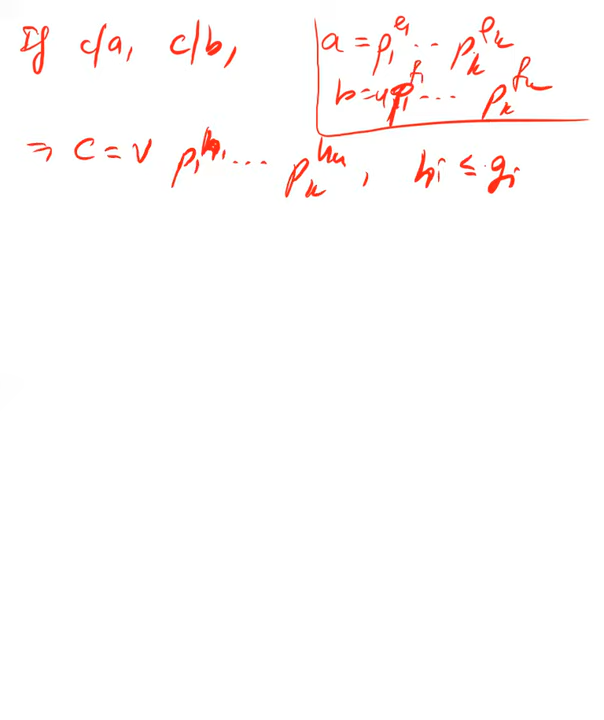 If c/a, c/b,
a = p₁^e₁ ·· pₖ^eₖ
b = u p₁^f₁ ··· pₖ^fₖ
⇒ c = v p₁^h₁ ··· pₖ^hₖ, hᵢ ≤ gᵢ